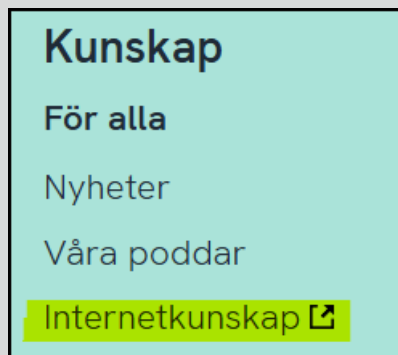 Kunskap
För alla
Nyheter
Våra poddar
Internetkunskap